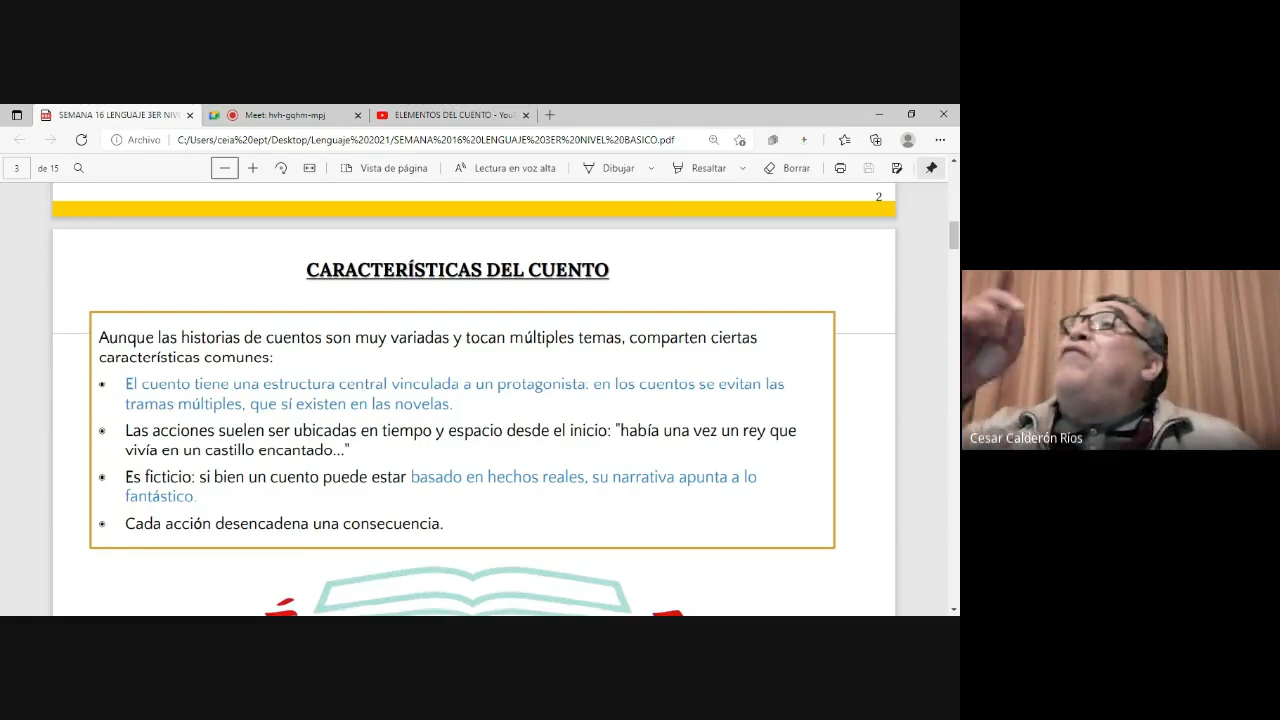 SEMANA 16 LENGUAJE 3ER NIV
Meet: hvh-gqhm-mpj
ELEMENTOS DEL CUENTO - You
Archivo
C:/Users/ceia%20ept/Desktop/Lenguaje%202021/SEMANA%2016%20LENGUAJE%203ER%20NIVEL%20BASICO.pdf
3 de 15
Vista de página
Lectura en voz alta
Dibujar
Resaltar
Borrar
2
CARACTERÍSTICAS DEL CUENTO
Aunque las historias de cuentos son muy variadas y tocan múltiples temas, comparten ciertas
características comunes:
El cuento tiene una estructura central vinculada a un protagonista: en los cuentos se evitan las
tramas múltiples, que sí existen en las novelas.
Las acciones suelen ser ubicadas en tiempo y espacio desde el inicio: "había una vez un rey que
vivía en un castillo encantado..."
Es ficticio: si bien un cuento puede estar basado en hechos reales, su narrativa apunta a lo
fantástico.
Cada acción desencadena una consecuencia.
Cesar Calderón Ríos